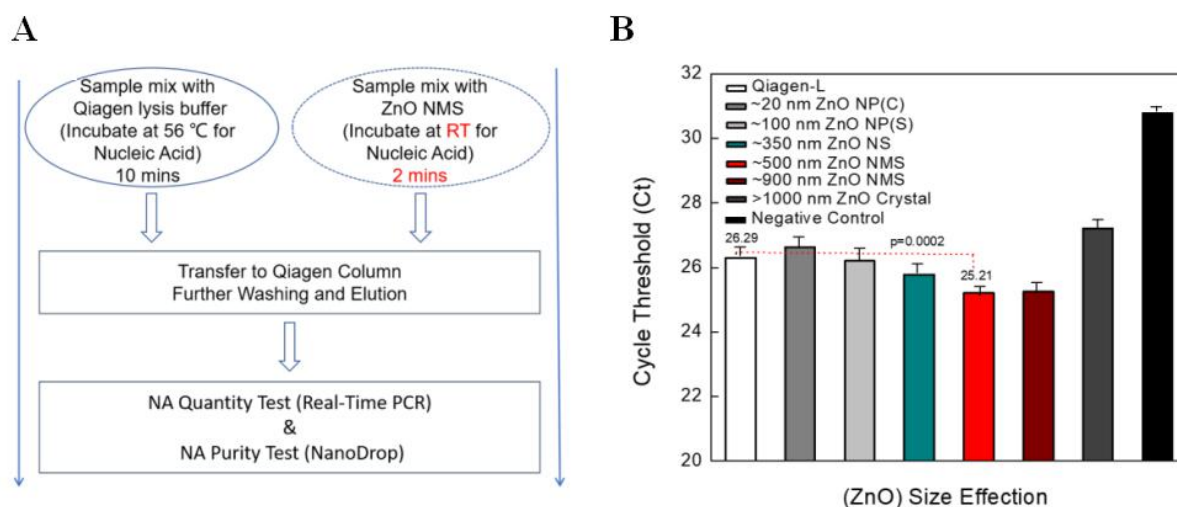 A
Sample mix with
Qiagen lysis buffer
(Incubate at 56 ℃ for
Nucleic Acid)
10 mins
Sample mix with
ZnO NMS
(Incubate at RT for
Nucleic Acid)
2 mins
Transfer to Qiagen Column
Further Washing and Elution
NA Quantity Test (Real-Time PCR)
&
NA Purity Test (NanoDrop)
B
Cycle Threshold (Ct)
32
30
28
26
24
22
20
Qiagen-L
~20 nm ZnO NP(C)
~100 nm ZnO NP(S)
~350 nm ZnO NS
~500 nm ZnO NMS
~900 nm ZnO NMS
>1000 nm ZnO Crystal
Negative Control
26.29
p=0.0002
25.21
(ZnO) Size Effection